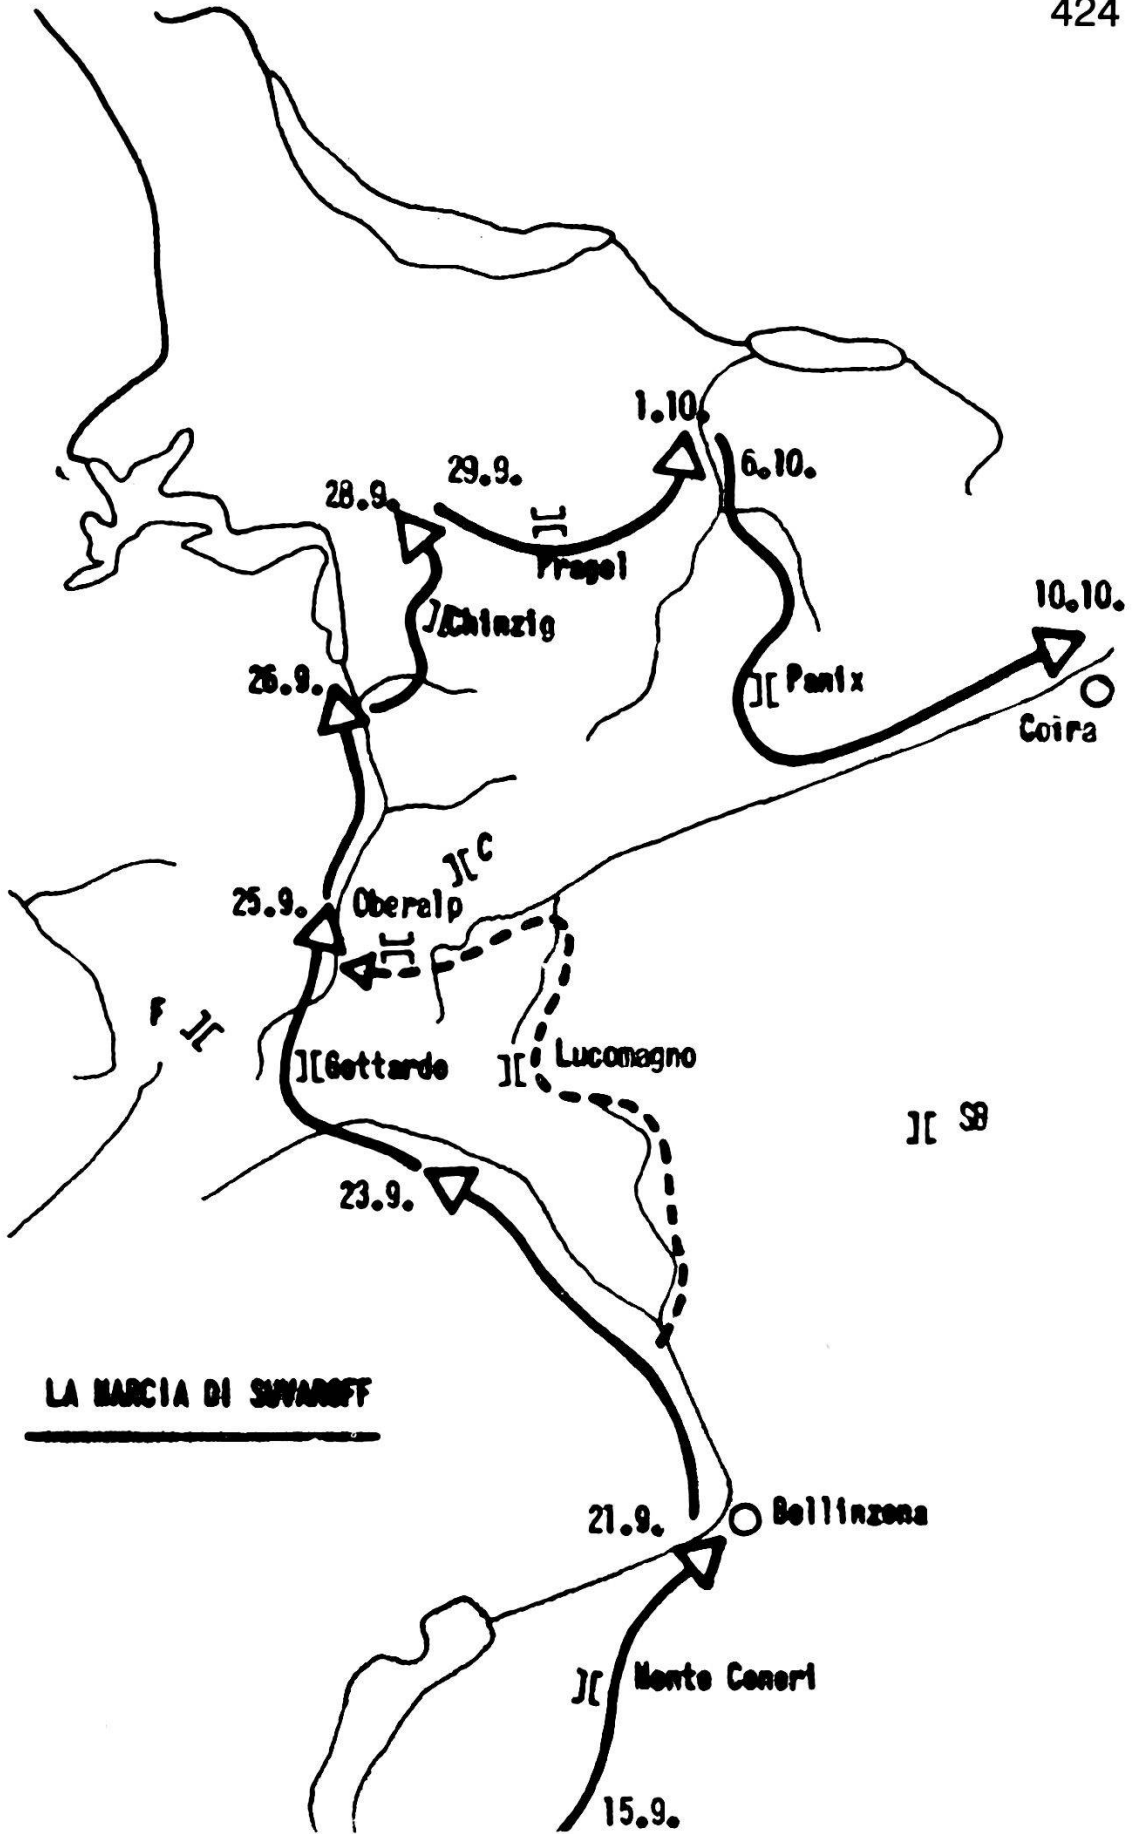 424
1.10.
29.9.
6.10.
28.9.
Pragel
10.10.
Chinzig
26.9.
Panix
Coira
C
25.9.
Oberalp
F
Gottardo
Lucomagno
SB
23.9.
LA MARCIA DI SUVAROFF
21.9.
Bellinzona
Monte Ceneri
15.9.